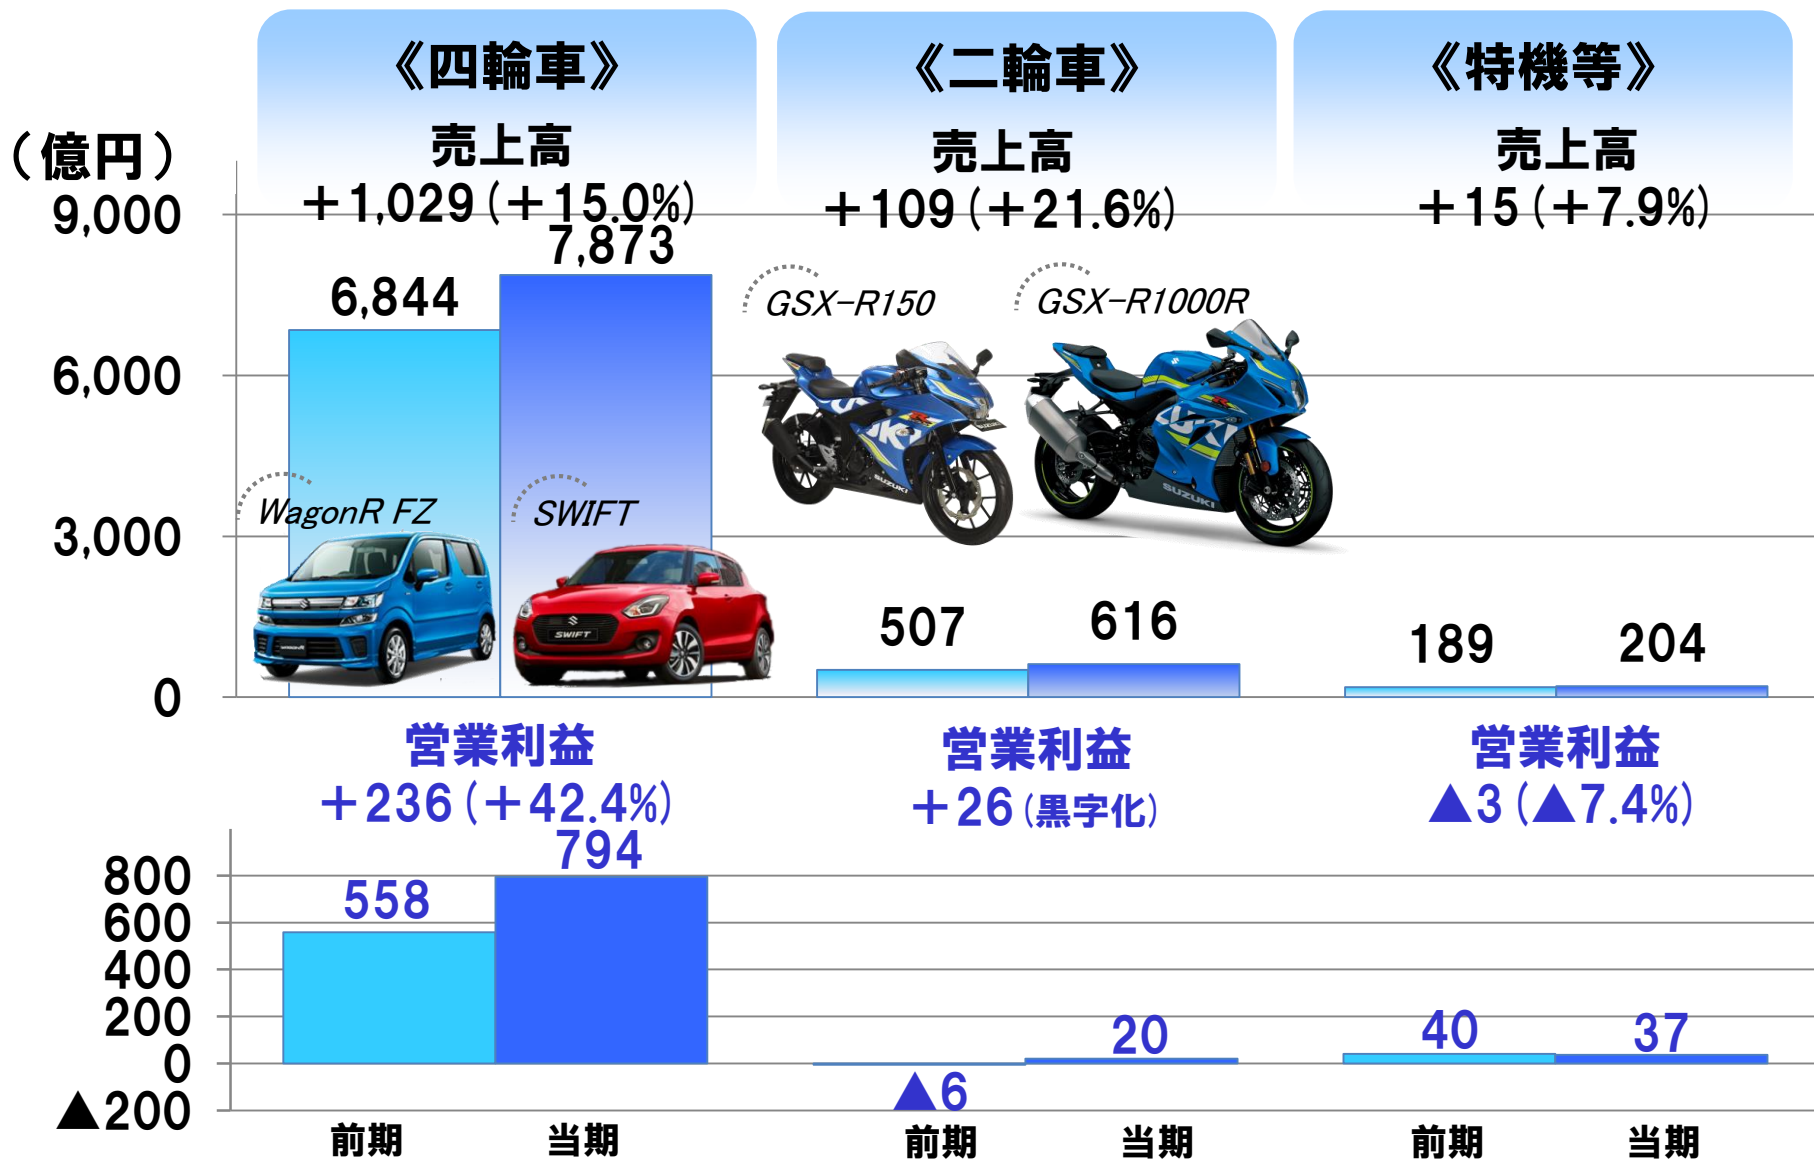 《四輪車》
売上高
＋1,029(＋15.0%)
《二輪車》
売上高
＋109(＋21.6%)
《特機等》
売上高
＋15(＋7.9%)
（億円）
9,000
6,000
3,000
0
6,844
7,873
WagonR FZ
SWIFT
SWIFT
GSX-R150
GSX-R1000R
SUZUKI
SUZUKI
SUZUKI
507
616
189
204
営業利益
＋236(＋42.4%)
営業利益
＋26(黒字化)
営業利益
▲3(▲7.4%)
800
600
400
200
0
▲200
558
794
▲6
20
40
37
前期
当期
前期
当期
前期
当期